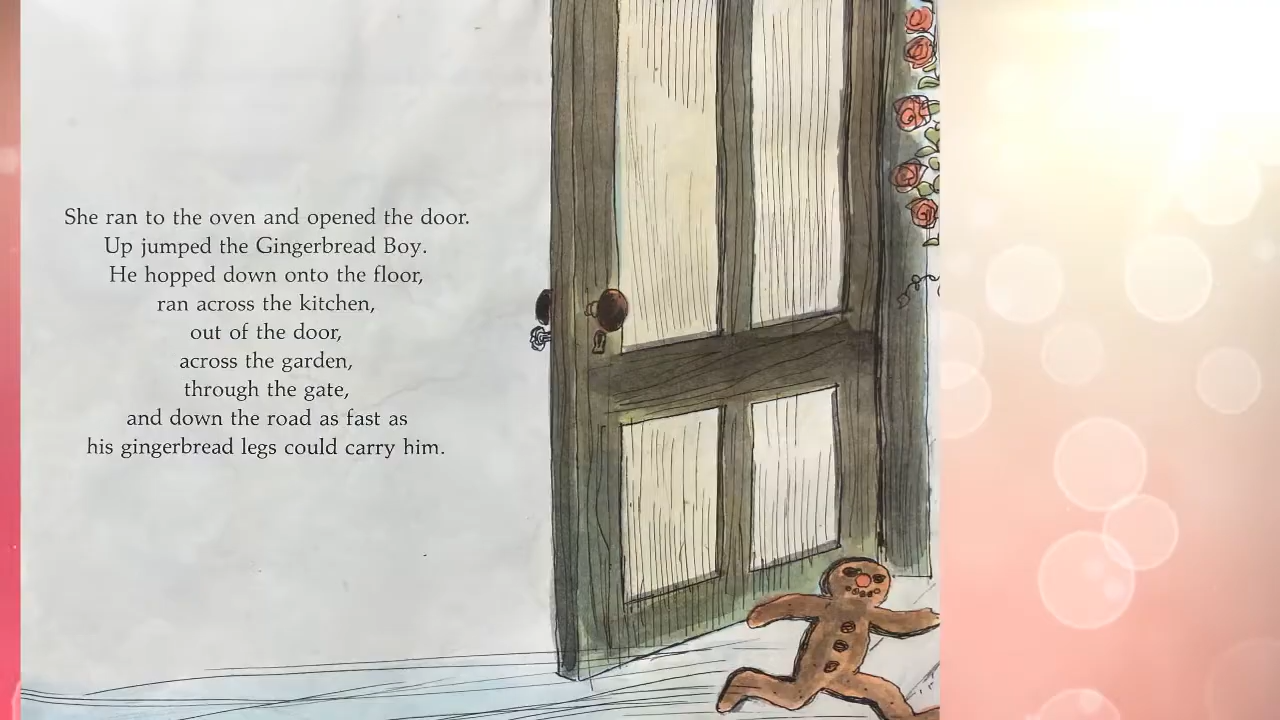 She ran to the oven and opened the door.
Up jumped the Gingerbread Boy.
He hopped down onto the floor,
ran across the kitchen,
out of the door,
across the garden,
through the gate,
and down the road as fast as
his gingerbread legs could carry him.